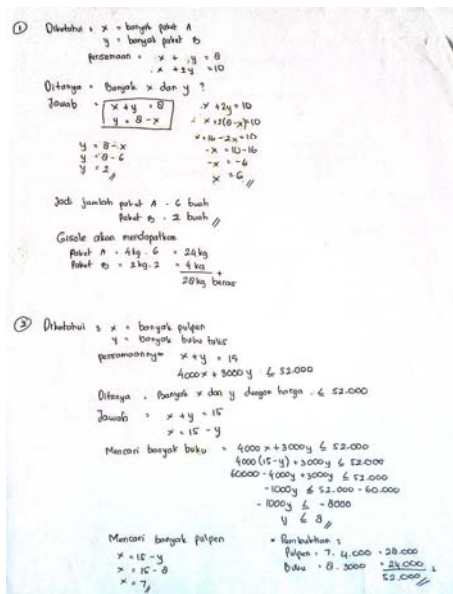 ① Diketahui : x = banyak paket A
y = banyak paket B
persamaan = x + y = 8
x + 2y = 10
Ditanya = Banyak x dan y ?
Jawab = x + y = 8
y = 8 - x
x + 2y = 10
x + 2(8-x) = 10
x + 16 - 2x = 10
-x = 10 - 16
-x = -6
x = 6 //
y = 8 - x
y = 8 - 6
y = 2 //
Jadi jumlah paket A = 6 buah
Paket B = 2 buah //
Gisele akan mendapatkan
Paket A = 4kg . 6 = 24kg
Paket B = 2kg . 2 = 4 kg +
28kg beras
③ Diketahui : x = banyak pulpen
y = banyak buku tulis
persamaannya = x + y = 15
4000x + 3000y ≤ 52.000
Ditanya = Banyak x dan y dengan harga ≤ 52.000
Jawab = x + y = 15
x = 15 - y
Mencari banyak buku = 4000x + 3000y ≤ 52.000
4000 (15-y) + 3000y ≤ 52.000
60000 - 4000y + 3000y ≤ 52.000
-1000y ≤ 52.000 - 60.000
-1000y ≤ -8000
y ≤ 8 //
Mencari banyak pulpen
x = 15 - y
x = 15 - 8
x = 7 //
• Pembuktian :
Pulpen = 7. 4.000 = 28.000
Buku = 8. 3000 = 24.000 +
52.000 //